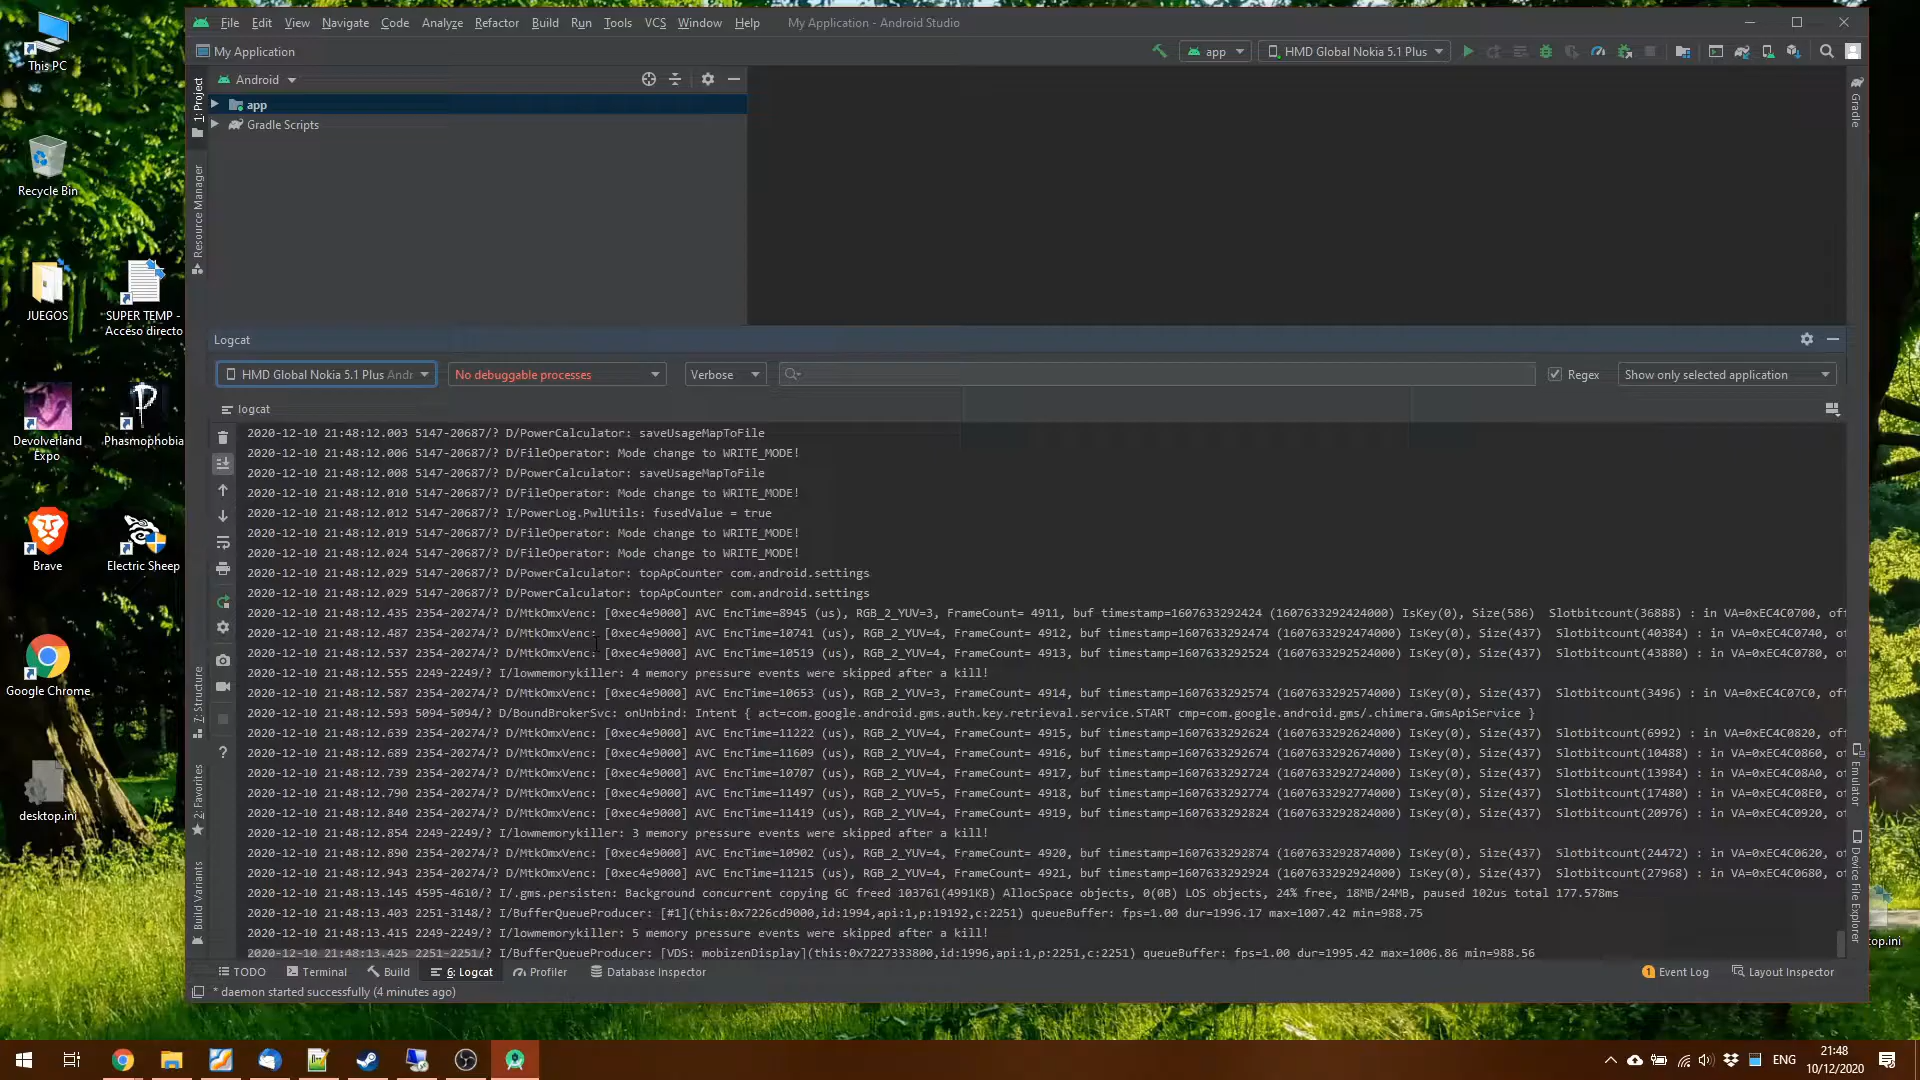 This PC
Recycle Bin
JUEGOS
SUPER TEMP -
Acceso directo
Devolverland
Expo
Phasmophobia
Brave
Electric Sheep
Google Chrome
desktop.ini
File Edit View Navigate Code Analyze Refactor Build Run Tools VCS Window Help My Application - Android Studio
My Application
app
HMD Global Nokia 5.1 Plus
1: Project
Resource Manager
7: Structure
2: Favorites
Build Variants
Android
app
Gradle Scripts
Gradle
Logcat
HMD Global Nokia 5.1 Plus Andr
No debuggable processes
Verbose
Regex
Show only selected application
logcat
2020-12-10 21:48:12.003 5147-20687/? D/PowerCalculator: saveUsageMapToFile
2020-12-10 21:48:12.006 5147-20687/? D/FileOperator: Mode change to WRITE_MODE!
2020-12-10 21:48:12.008 5147-20687/? D/PowerCalculator: saveUsageMapToFile
2020-12-10 21:48:12.010 5147-20687/? D/FileOperator: Mode change to WRITE_MODE!
2020-12-10 21:48:12.012 5147-20687/? I/PowerLog.PwlUtils: fusedValue = true
2020-12-10 21:48:12.019 5147-20687/? D/FileOperator: Mode change to WRITE_MODE!
2020-12-10 21:48:12.024 5147-20687/? D/FileOperator: Mode change to WRITE_MODE!
2020-12-10 21:48:12.029 5147-20687/? D/PowerCalculator: topApCounter com.android.settings
2020-12-10 21:48:12.029 5147-20687/? D/PowerCalculator: topApCounter com.android.settings
2020-12-10 21:48:12.435 2354-20274/? D/MtkOmxVenc: [0xec4e9000] AVC EncTime=8945 (us), RGB_2_YUV=3, FrameCount= 4911, buf timestamp=1607633292424 (1607633292424000) IsKey(0), Size(586) Slotbitcount(36888) : in VA=0xEC4C0700, of
2020-12-10 21:48:12.487 2354-20274/? D/MtkOmxVenc: [0xec4e9000] AVC EncTime=10741 (us), RGB_2_YUV=4, FrameCount= 4912, buf timestamp=1607633292474 (1607633292474000) IsKey(0), Size(437) Slotbitcount(40384) : in VA=0xEC4C0740, of
2020-12-10 21:48:12.537 2354-20274/? D/MtkOmxVenc: [0xec4e9000] AVC EncTime=10519 (us), RGB_2_YUV=4, FrameCount= 4913, buf timestamp=1607633292524 (1607633292524000) IsKey(0), Size(437) Slotbitcount(43880) : in VA=0xEC4C0780, of
2020-12-10 21:48:12.555 2249-2249/? I/lowmemorykiller: 4 memory pressure events were skipped after a kill!
2020-12-10 21:48:12.587 2354-20274/? D/MtkOmxVenc: [0xec4e9000] AVC EncTime=10653 (us), RGB_2_YUV=3, FrameCount= 4914, buf timestamp=1607633292574 (1607633292574000) IsKey(0), Size(437) Slotbitcount(3496) : in VA=0xEC4C07C0, of
2020-12-10 21:48:12.593 5094-5094/? D/BoundBrokerSvc: onUnbind: Intent { act=com.google.android.gms.auth.key.retrieval.service.START cmp=com.google.android.gms/.chimera.GmsApiService }
2020-12-10 21:48:12.639 2354-20274/? D/MtkOmxVenc: [0xec4e9000] AVC EncTime=11222 (us), RGB_2_YUV=4, FrameCount= 4915, buf timestamp=1607633292624 (1607633292624000) IsKey(0), Size(437) Slotbitcount(6992) : in VA=0xEC4C0820, of
2020-12-10 21:48:12.689 2354-20274/? D/MtkOmxVenc: [0xec4e9000] AVC EncTime=11609 (us), RGB_2_YUV=4, FrameCount= 4916, buf timestamp=1607633292674 (1607633292674000) IsKey(0), Size(437) Slotbitcount(10488) : in VA=0xEC4C0860, of
2020-12-10 21:48:12.739 2354-20274/? D/MtkOmxVenc: [0xec4e9000] AVC EncTime=10707 (us), RGB_2_YUV=4, FrameCount= 4917, buf timestamp=1607633292724 (1607633292724000) IsKey(0), Size(437) Slotbitcount(13984) : in VA=0xEC4C08A0, of
2020-12-10 21:48:12.790 2354-20274/? D/MtkOmxVenc: [0xec4e9000] AVC EncTime=11497 (us), RGB_2_YUV=5, FrameCount= 4918, buf timestamp=1607633292774 (1607633292774000) IsKey(0), Size(437) Slotbitcount(17480) : in VA=0xEC4C08E0, of
2020-12-10 21:48:12.840 2354-20274/? D/MtkOmxVenc: [0xec4e9000] AVC EncTime=11419 (us), RGB_2_YUV=4, FrameCount= 4919, buf timestamp=1607633292824 (1607633292824000) IsKey(0), Size(437) Slotbitcount(20976) : in VA=0xEC4C0920, of
2020-12-10 21:48:12.854 2249-2249/? I/lowmemorykiller: 3 memory pressure events were skipped after a kill!
2020-12-10 21:48:12.890 2354-20274/? D/MtkOmxVenc: [0xec4e9000] AVC EncTime=10902 (us), RGB_2_YUV=4, FrameCount= 4920, buf timestamp=1607633292874 (1607633292874000) IsKey(0), Size(437) Slotbitcount(24472) : in VA=0xEC4C0620, of
2020-12-10 21:48:12.943 2354-20274/? D/MtkOmxVenc: [0xec4e9000] AVC EncTime=11215 (us), RGB_2_YUV=4, FrameCount= 4921, buf timestamp=1607633292924 (1607633292924000) IsKey(0), Size(437) Slotbitcount(27968) : in VA=0xEC4C0680, of
2020-12-10 21:48:13.145 4595-4610/? I/.gms.persisten: Background concurrent copying GC freed 103761(4991KB) AllocSpace objects, 0(0B) LOS objects, 24% free, 18MB/24MB, paused 102us total 177.578ms
2020-12-10 21:48:13.403 2251-3148/? I/BufferQueueProducer: [#1](this:0x7226cd9000,id:1994,api:1,p:19192,c:2251) queueBuffer: fps=1.00 dur=1996.17 max=1007.42 min=988.75
2020-12-10 21:48:13.415 2249-2249/? I/lowmemorykiller: 5 memory pressure events were skipped after a kill!
2020-12-10 21:48:13.425 2251-2251/? I/BufferQueueProducer: [VDS: mobizenDisplay](this:0x7227333800,id:1996,api:1,p:2251,c:2251) queueBuffer: fps=1.00 dur=1995.42 max=1006.86 min=988.56
Emulator
Device File Explorer
top.ini
TODO Terminal Build 6: Logcat Profiler Database Inspector
1 Event Log Layout Inspector
* daemon started successfully (4 minutes ago)
ENG
21:48
10/12/2020